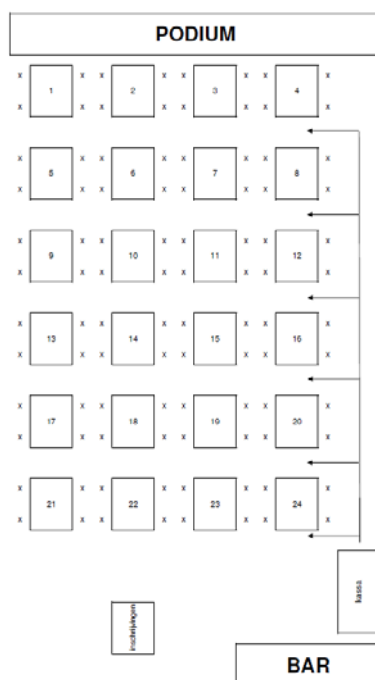 PODIUM
x x x x x x x x
1 2 3 4
x x x x x x x x
x x x x x x x x
5 6 7 8
x x x x x x x x
x x x x x x x x
9 10 11 12
x x x x x x x x
x x x x x x x x
13 14 15 16
x x x x x x x x
x x x x x x x x
17 18 19 20
x x x x x x x x
x x x x x x x x
21 22 23 24
x x x x x x x x
kassa
inschrijvingen
BAR